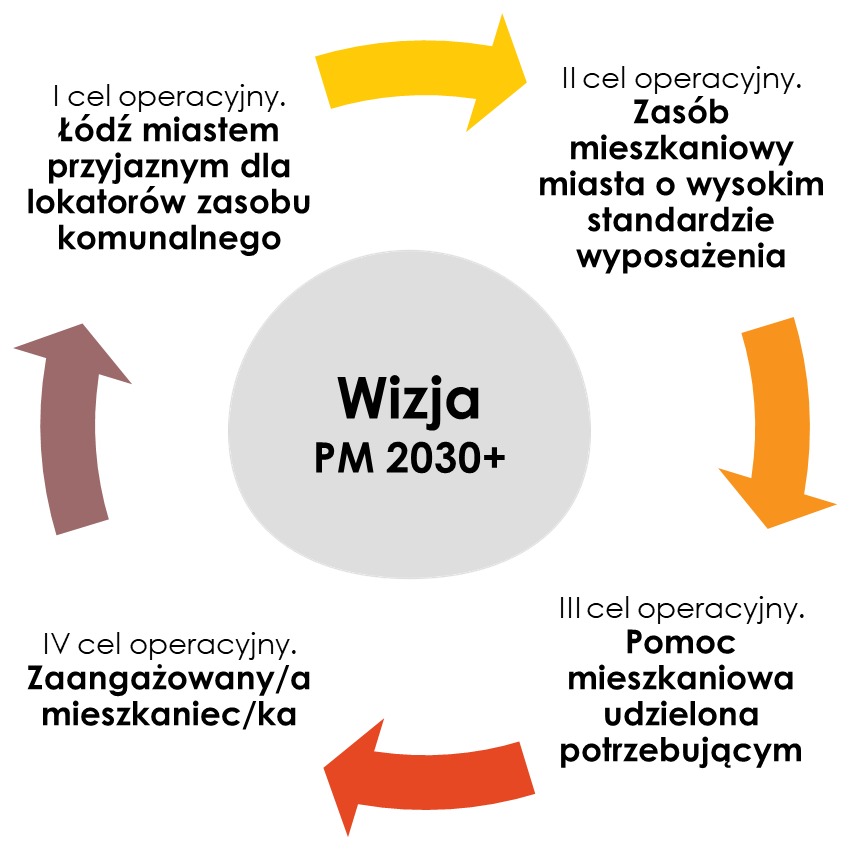 I cel operacyjny.
Łódź miastem
przyjaznym dla
lokatorów zasobu
komunalnego
II cel operacyjny.
Zasób
mieszkaniowy
miasta o wysokim
standardzie
wyposażenia
Wizja
PM 2030+
III cel operacyjny.
Pomoc
mieszkaniowa
udzielona
potrzebującym
IV cel operacyjny.
Zaangażowany/a
mieszkaniec/ka